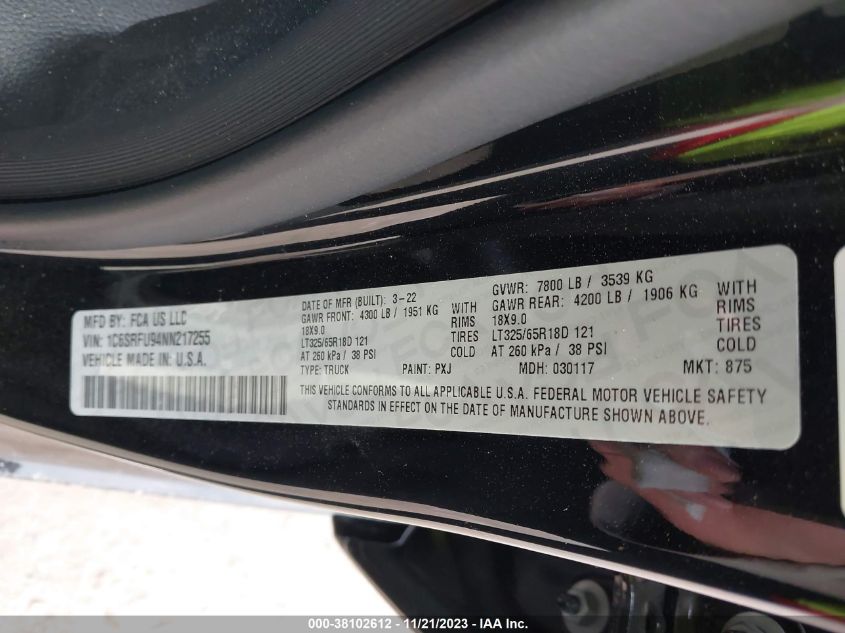 MFD BY: FCA US LLC
VIN: 1C6SRFU94NN217255
VEHICLE MADE IN U.S.A.
DATE OF MFR (BUILT): 3-22
GAWR FRONT: 4300 LB / 1951 KG WITH
18X9.0 RIMS
LT325/65R18D 121 TIRES
AT 260 kPa / 38 PSI COLD
TYPE: TRUCK PAINT: PXJ
GVWR: 7800 LB / 3539 KG
GAWR REAR: 4200 LB / 1906 KG WITH
18X9.0 RIMS
LT325/65R18D 121 TIRES
AT 260 kPa / 38 PSI COLD
MDH: 030117 MKT: 875
THIS VEHICLE CONFORMS TO ALL APPLICABLE U.S.A. FEDERAL MOTOR VEHICLE SAFETY
STANDARDS IN EFFECT ON THE DATE OF MANUFACTURE SHOWN ABOVE.
000-38102612 - 11/21/2023 - IAA, Inc.